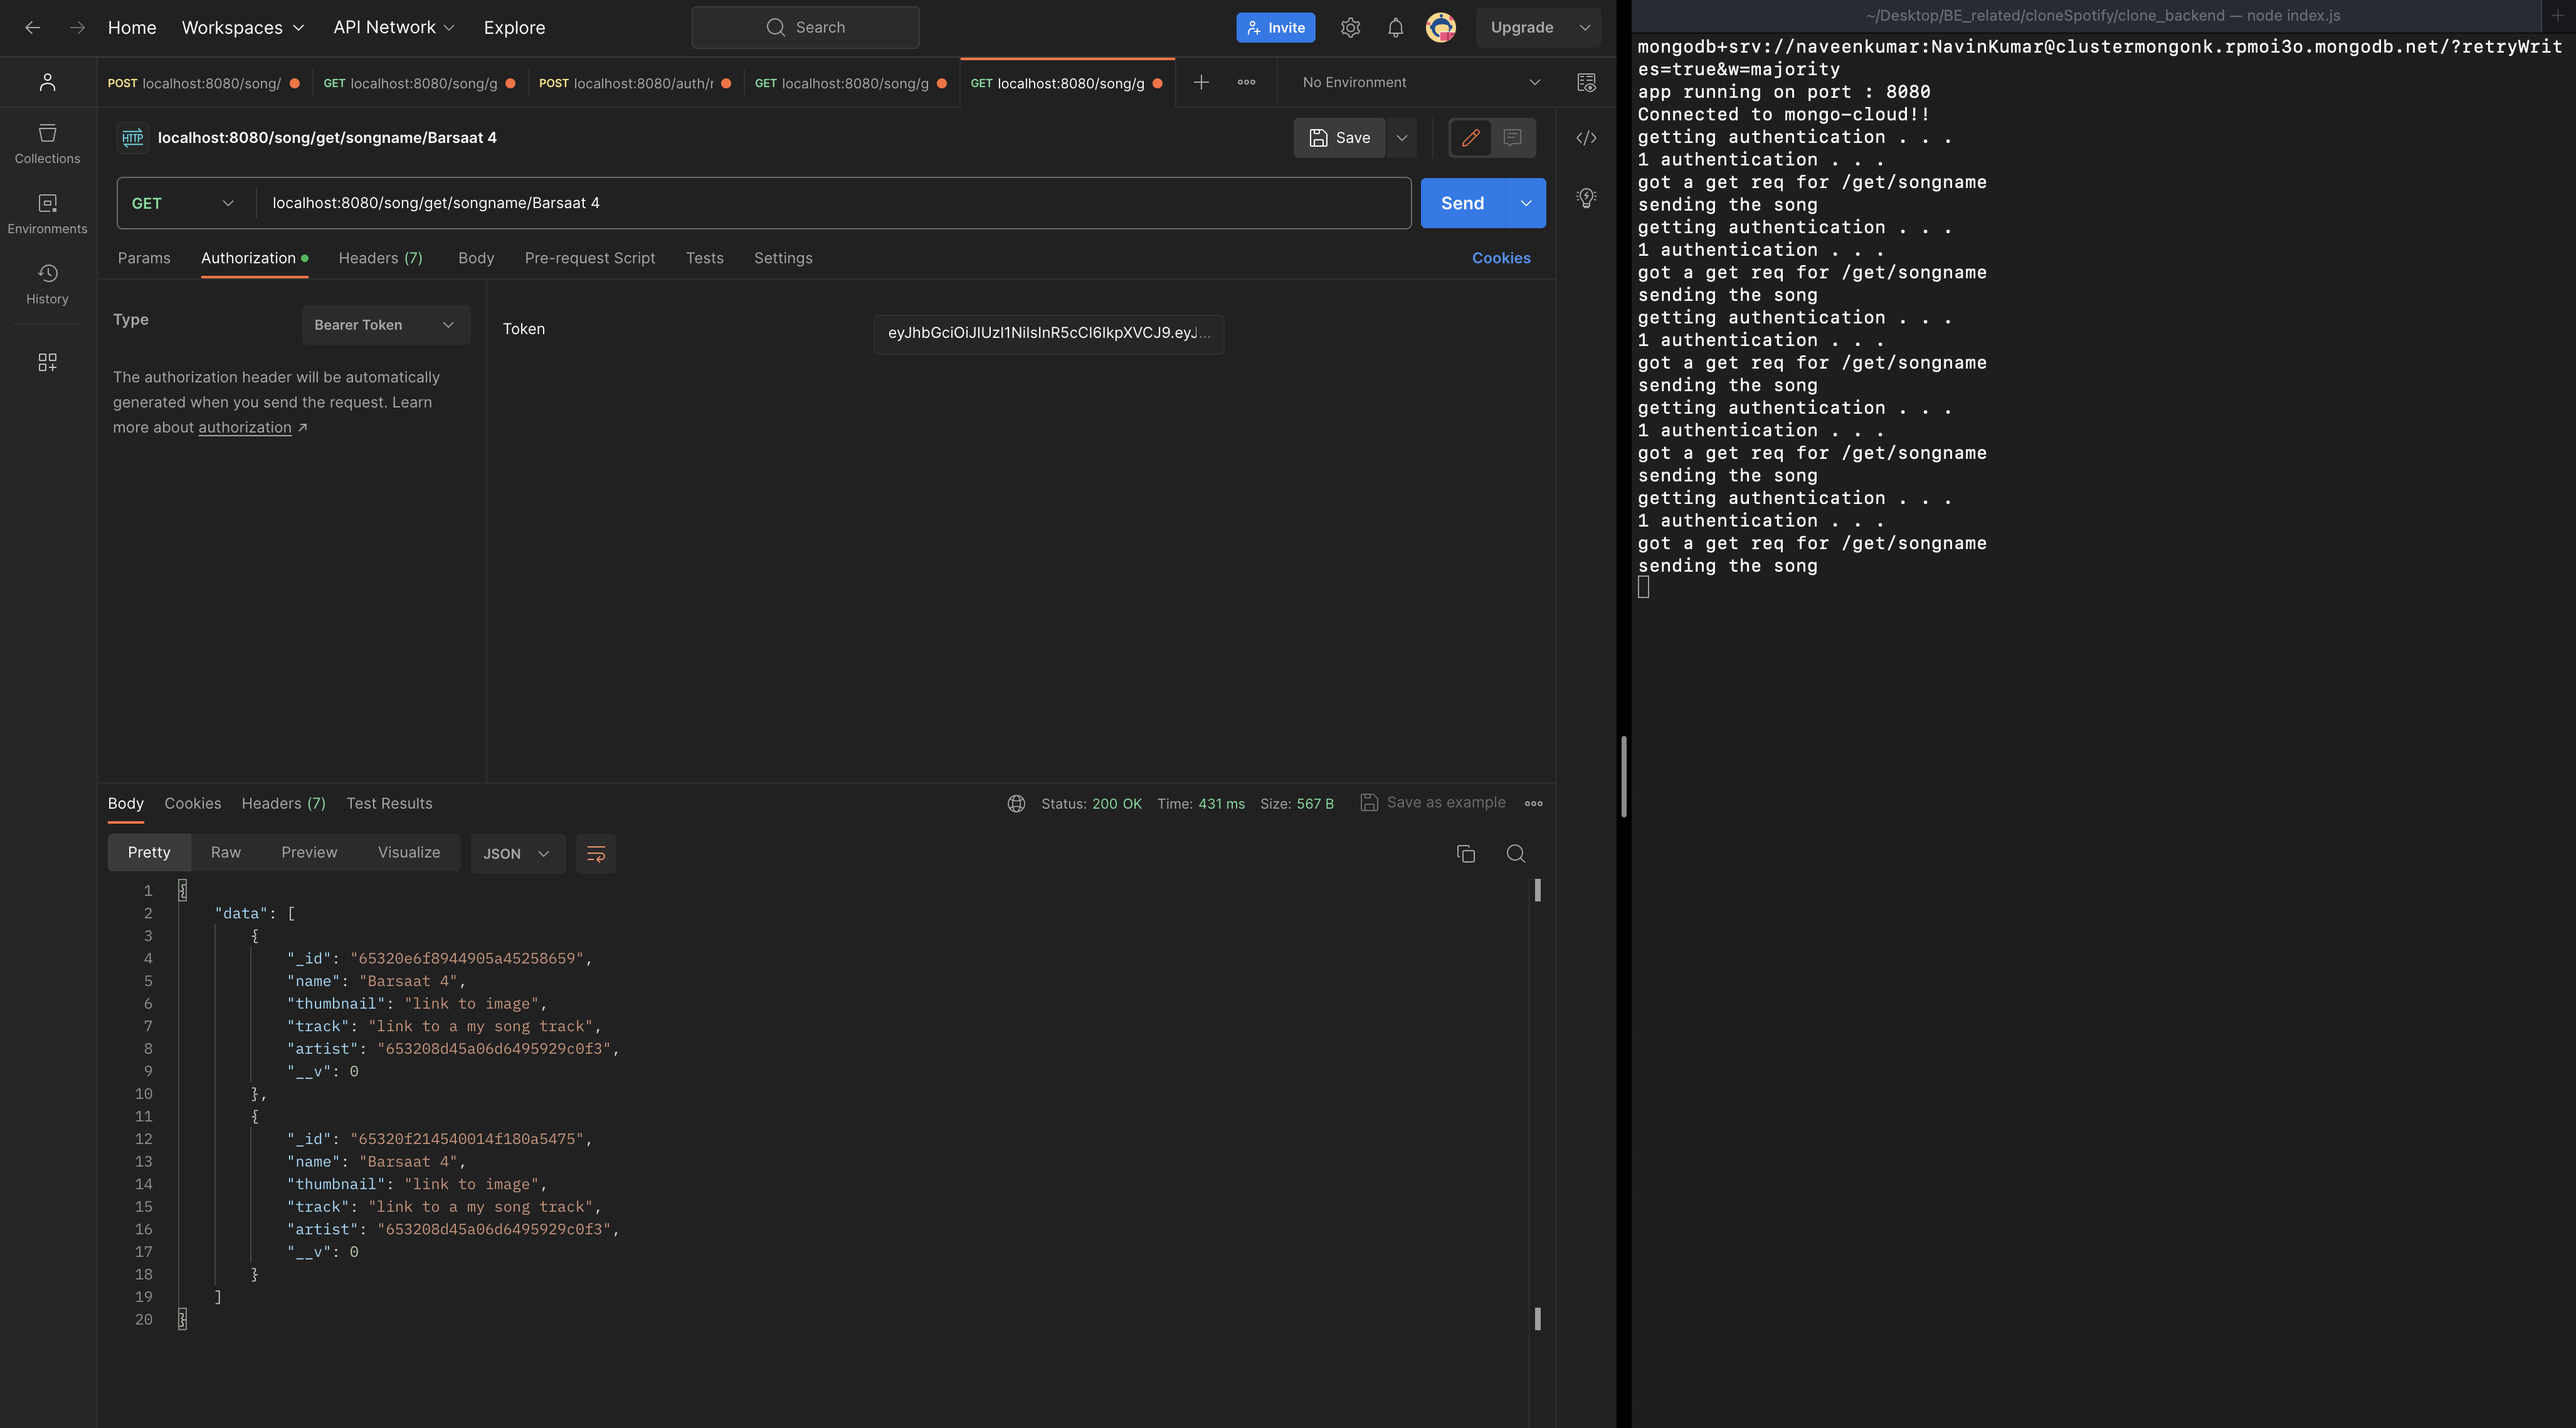 Home Workspaces API Network Explore Search Invite Upgrade
POST localhost:8080/song/ GET localhost:8080/song/g POST localhost:8080/auth/r GET localhost:8080/song/g GET localhost:8080/song/g No Environment
HTTP localhost:8080/song/get/songname/Barsaat 4 Save
GET localhost:8080/song/get/songname/Barsaat 4 Send
Params Authorization Headers (7) Body Pre-request Script Tests Settings Cookies
Collections
Environments
History
Type Bearer Token
The authorization header will be automatically
generated when you send the request. Learn
more about authorization ↗
Token eyJhbGciOiJIUzI1NiIsInR5cCI6IkpXVCJ9.eyJ...
Body Cookies Headers (7) Test Results Status: 200 OK Time: 431 ms Size: 567 B Save as example
Pretty Raw Preview Visualize JSON
1 {
2 "data": [
3 {
4 "_id": "65320e6f8944905a45258659",
5 "name": "Barsaat 4",
6 "thumbnail": "link to image",
7 "track": "link to a my song track",
8 "artist": "653208d45a06d6495929c0f3",
9 "__v": 0
10 },
11 {
12 "_id": "65320f214540014f180a5475",
13 "name": "Barsaat 4",
14 "thumbnail": "link to image",
15 "track": "link to a my song track",
16 "artist": "653208d45a06d6495929c0f3",
17 "__v": 0
18 }
19 ]
20 }
~/Desktop/BE_related/cloneSpotify/clone_backend — node index.js
mongodb+srv://naveenkumar:NavinKumar@clustermongonk.rpmoi3o.mongodb.net/?retryWrit
es=true&w=majority
app running on port : 8080
Connected to mongo-cloud!!
getting authentication . . .
1 authentication . . .
got a get req for /get/songname
sending the song
getting authentication . . .
1 authentication . . .
got a get req for /get/songname
sending the song
getting authentication . . .
1 authentication . . .
got a get req for /get/songname
sending the song
getting authentication . . .
1 authentication . . .
got a get req for /get/songname
sending the song
getting authentication . . .
1 authentication . . .
got a get req for /get/songname
sending the song